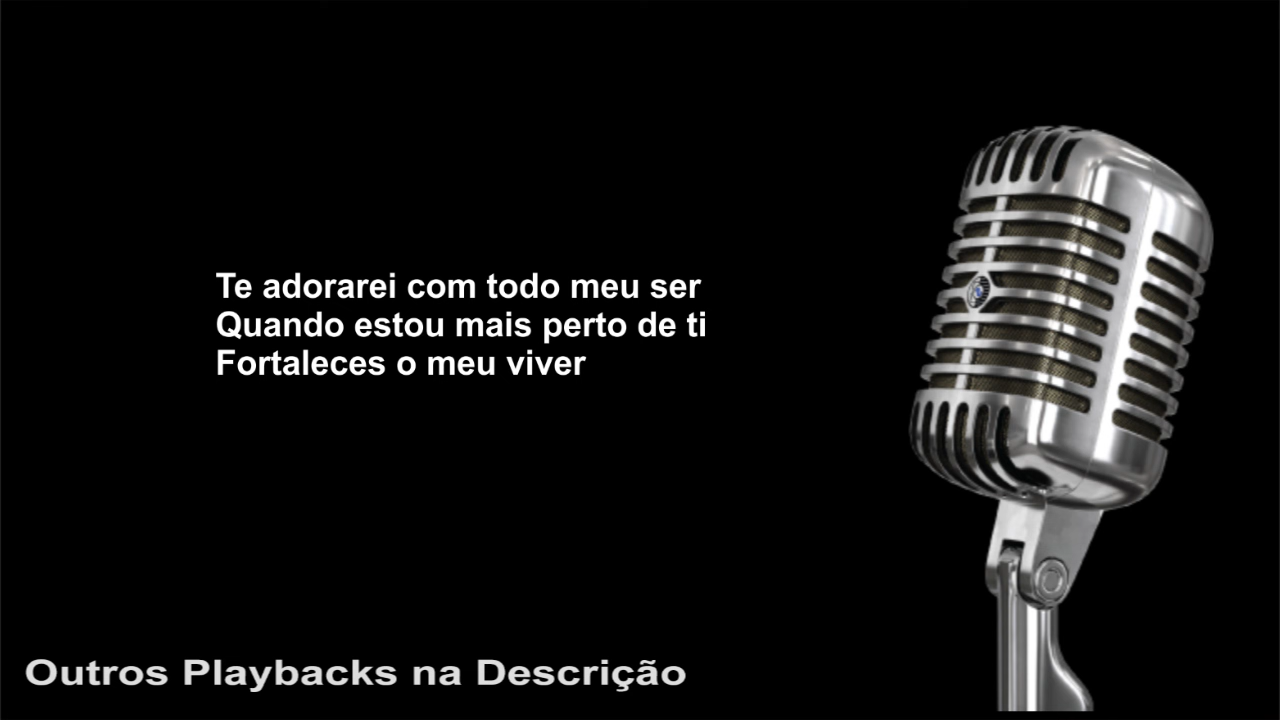 Te adorarei com todo meu ser
Quando estou mais perto de ti
Fortaleces o meu viver
Outros Playbacks na Descrição